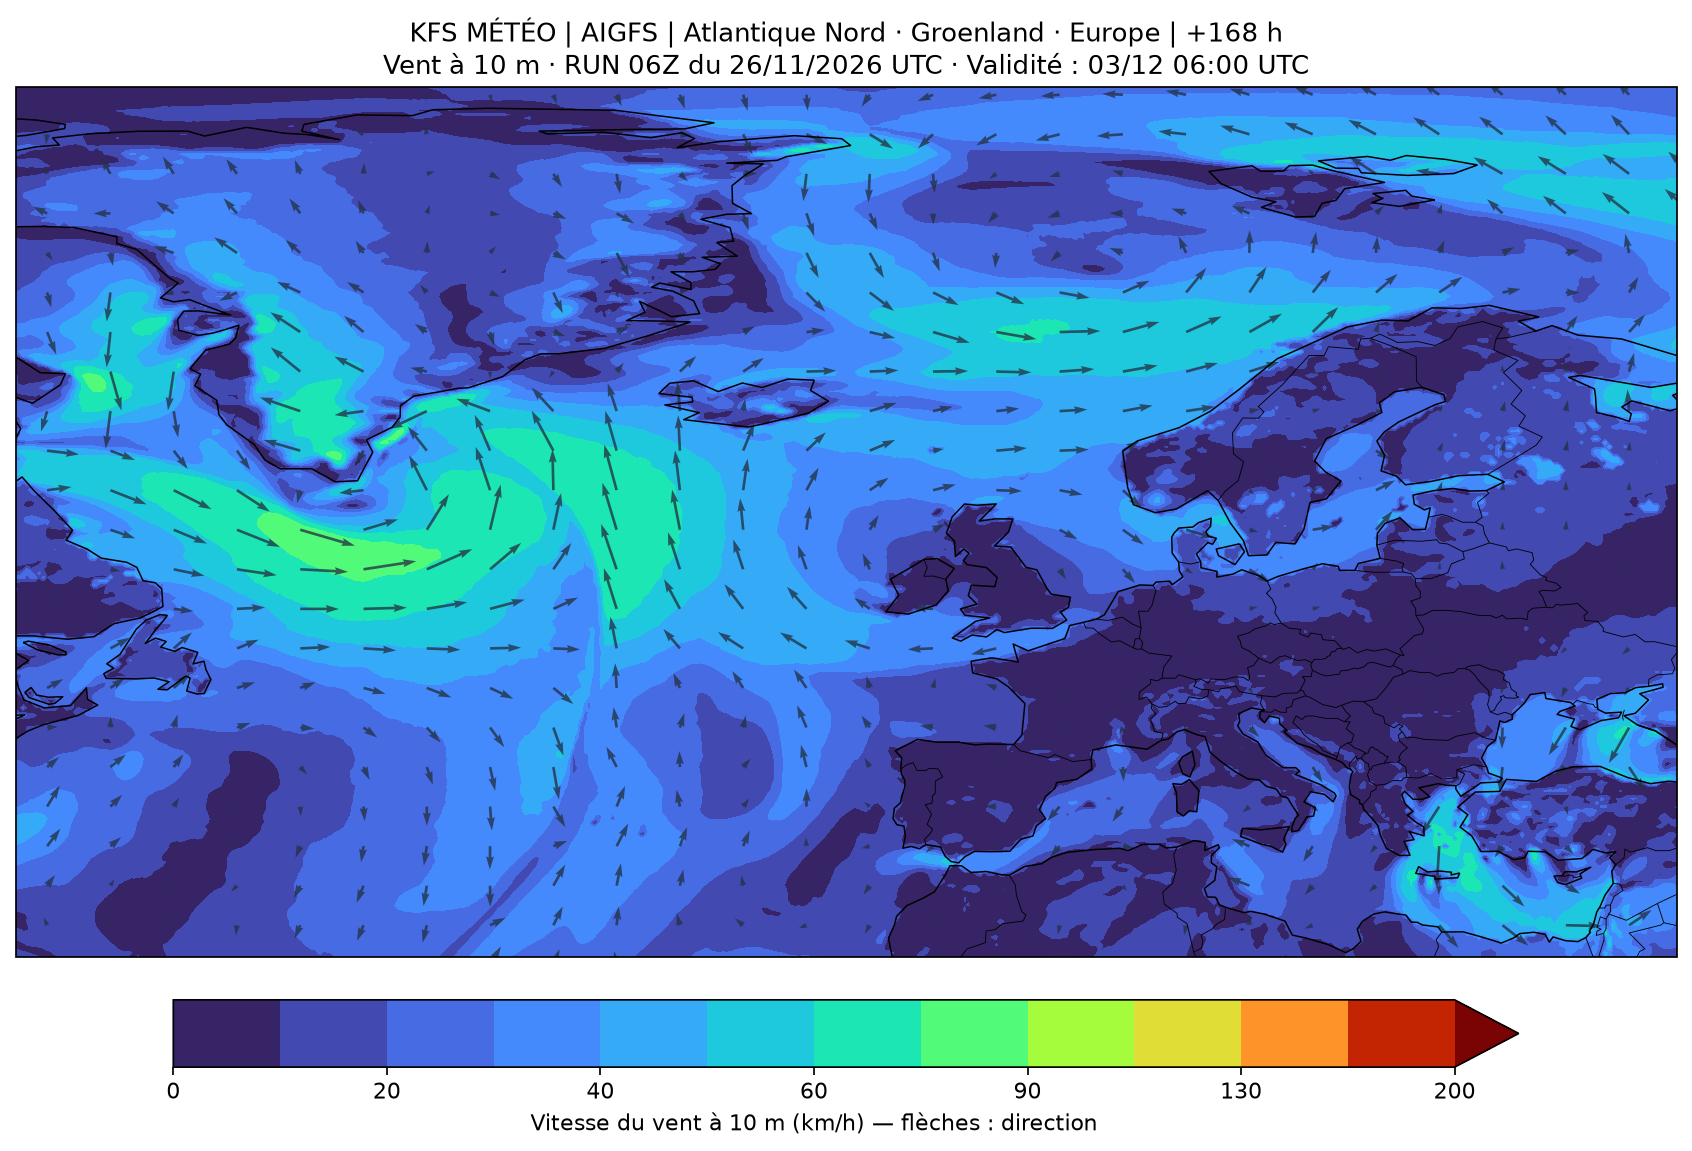 KFS MÉTÉO | AIGFS | Atlantique Nord · Groenland · Europe | +168 h
Vent à 10 m · RUN 06Z du 26/11/2026 UTC · Validité : 03/12 06:00 UTC
0 20 40 60 90 130 200
Vitesse du vent à 10 m (km/h) — flèches : direction